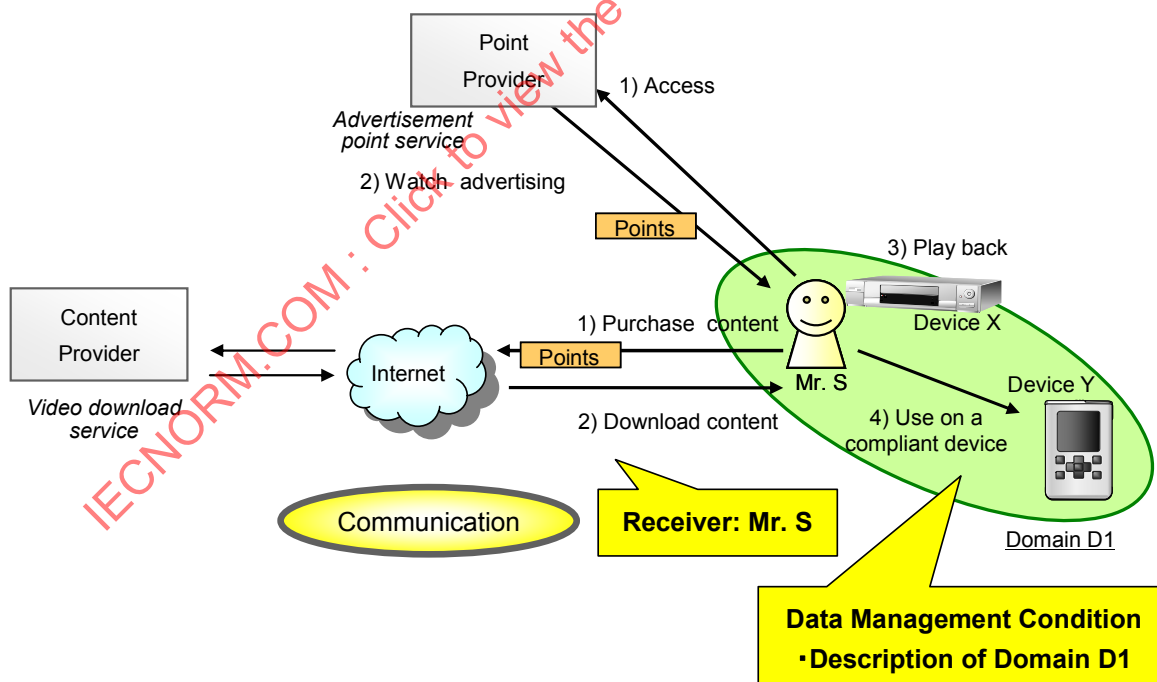 Point
Provider
1) Access
Advertisement
point service
2) Watch advertising
Points
3) Play back
Device X
Content
Provider
Video download
service
Internet
1) Purchase content
Points
2) Download content
Mr. S
Device Y
4) Use on a
compliant device
Domain D1
Communication
Receiver: Mr. S
Data Management Condition
・Description of Domain D1
IECNORM.COM : Click to view the